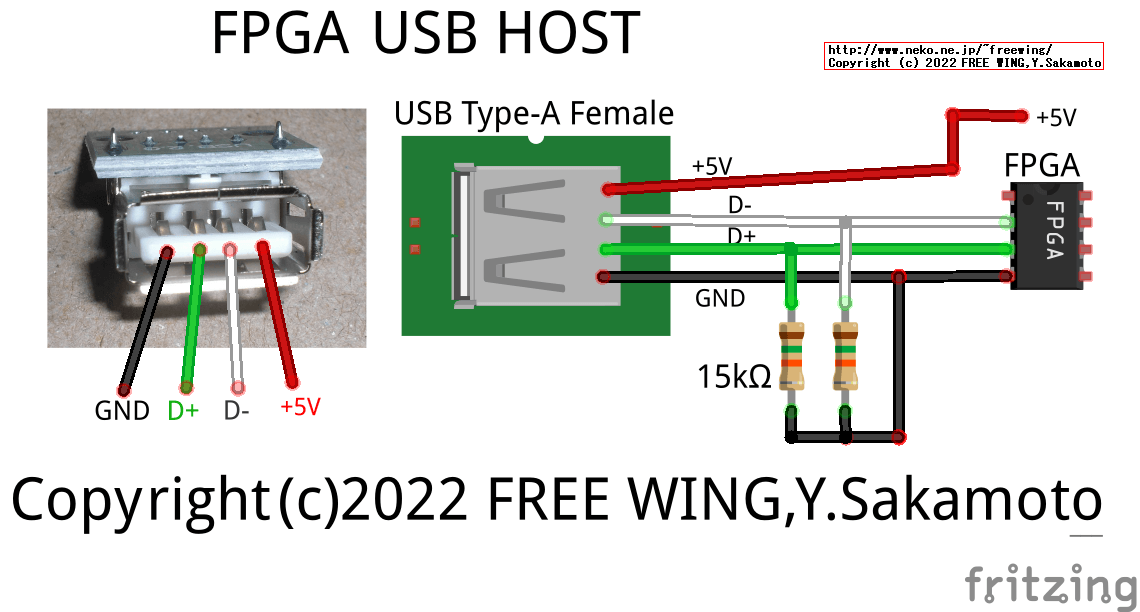 FPGA USB HOST
http://www.neko.ne.jp/~freewing/
Copyright (c) 2022 FREE WING,Y.Sakamoto
USB Type-A Female
+5V
+5V
FPGA
D-
D+
GND
FPGA
15kΩ
GND D+ D- +5V
Copyright(c)2022 FREE WING,Y.Sakamoto
fritzing